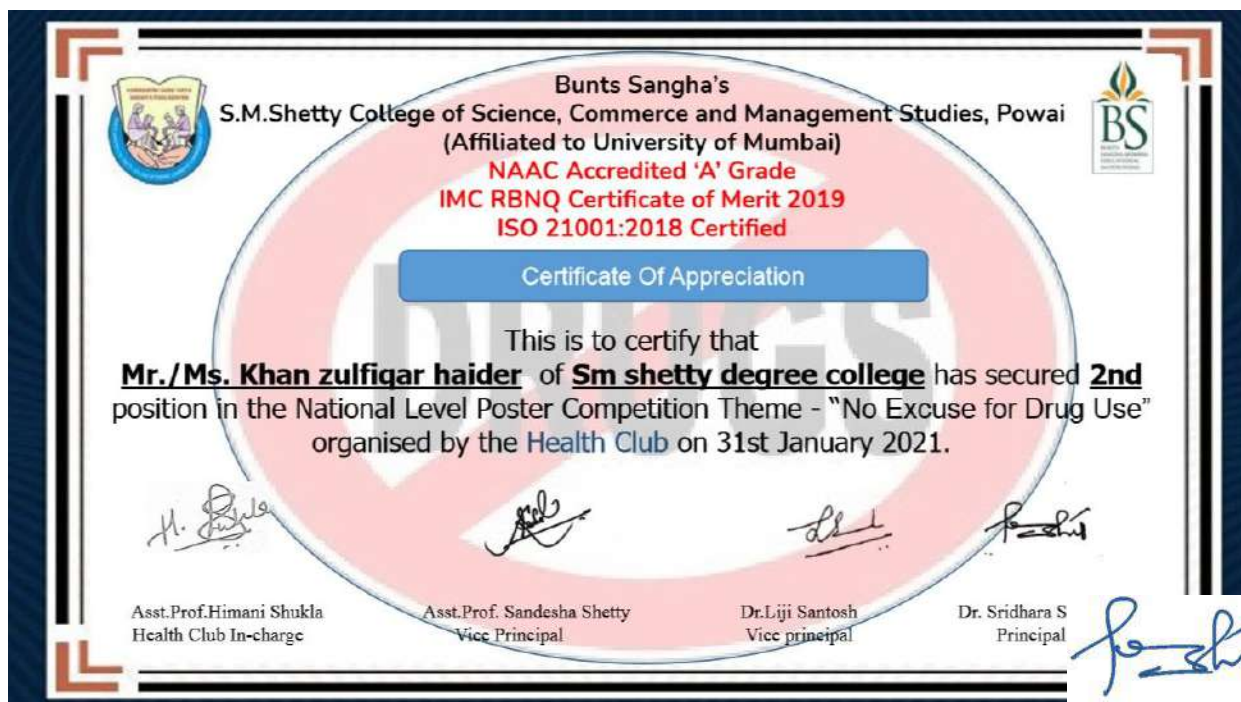 Bunts Sangha's
S.M.Shetty College of Science, Commerce and Management Studies, Powai
(Affiliated to University of Mumbai)
NAAC Accredited 'A' Grade
IMC RBNQ Certificate of Merit 2019
ISO 21001:2018 Certified
BS
DRUGS
Certificate Of Appreciation
This is to certify that
Mr./Ms. Khan zulfiqar haider of Sm shetty degree college has secured 2nd
position in the National Level Poster Competition Theme - “No Excuse for Drug Use”
organised by the Health Club on 31st January 2021.
Asst.Prof.Himani Shukla
Health Club In-charge
Asst.Prof. Sandesha Shetty
Vice Principal
Dr.Liji Santosh
Vice principal
Dr. Sridhara S
Principal